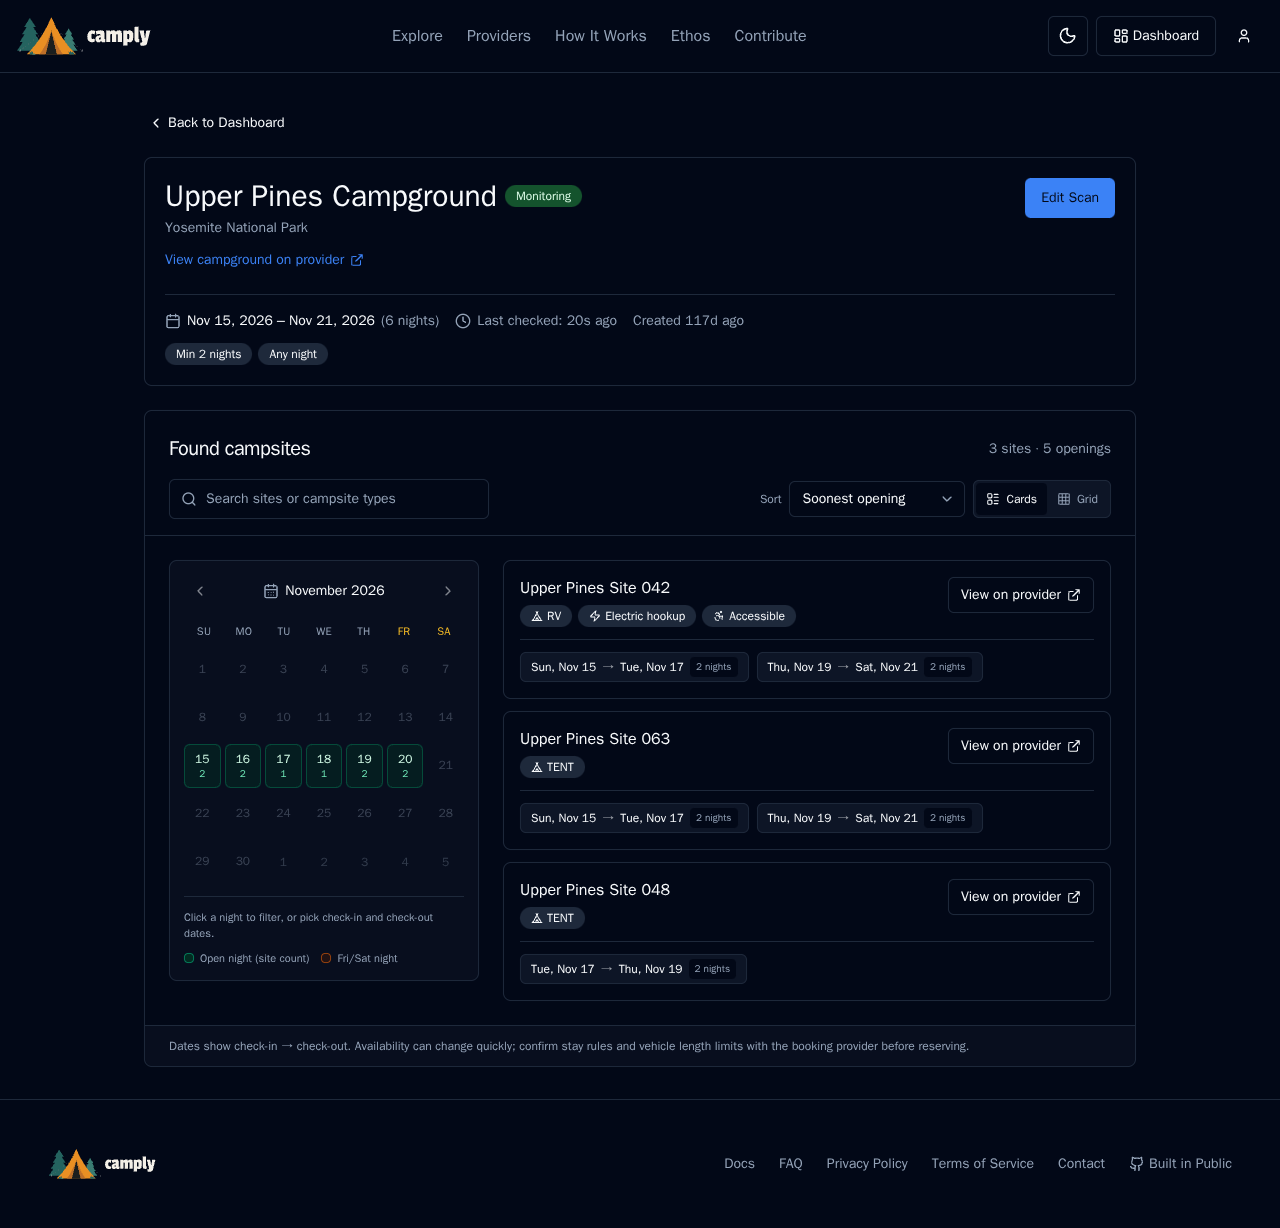 camply
Explore Providers How It Works Ethos Contribute
Dashboard
Back to Dashboard
Upper Pines Campground Monitoring
Edit Scan
Yosemite National Park
View campground on provider
Nov 15, 2026 – Nov 21, 2026 (6 nights) Last checked: 20s ago Created 117d ago
Min 2 nights Any night
Found campsites
3 sites · 5 openings
Search sites or campsite types
Sort Soonest opening Cards Grid
November 2026
SU MO TU WE TH FR SA
1 2 3 4 5 6 7
8 9 10 11 12 13 14
15 16 17 18 19 20 21
2 2 1 1 2 2
22 23 24 25 26 27 28
29 30 1 2 3 4 5
Click a night to filter, or pick check-in and check-out
dates.
Open night (site count) Fri/Sat night
Upper Pines Site 042
View on provider
RV Electric hookup Accessible
Sun, Nov 15 → Tue, Nov 17 2 nights Thu, Nov 19 → Sat, Nov 21 2 nights
Upper Pines Site 063
View on provider
TENT
Sun, Nov 15 → Tue, Nov 17 2 nights Thu, Nov 19 → Sat, Nov 21 2 nights
Upper Pines Site 048
View on provider
TENT
Tue, Nov 17 → Thu, Nov 19 2 nights
Dates show check-in → check-out. Availability can change quickly; confirm stay rules and vehicle length limits with the booking provider before reserving.
camply
Docs FAQ Privacy Policy Terms of Service Contact Built in Public